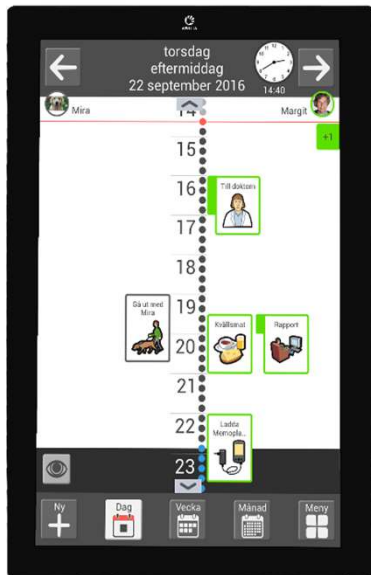 ABILIA
torsdag
eftermiddag
22 september 2016
14:40
Mira
Margit
14
+1
15
16
Till doktorn
17
18
19
Gå ut med
Mira
Kvällsmat
Rapport
20
21
22
Ladda
Memopla...
23
Ny
Dag
Vecka
Månad
Meny